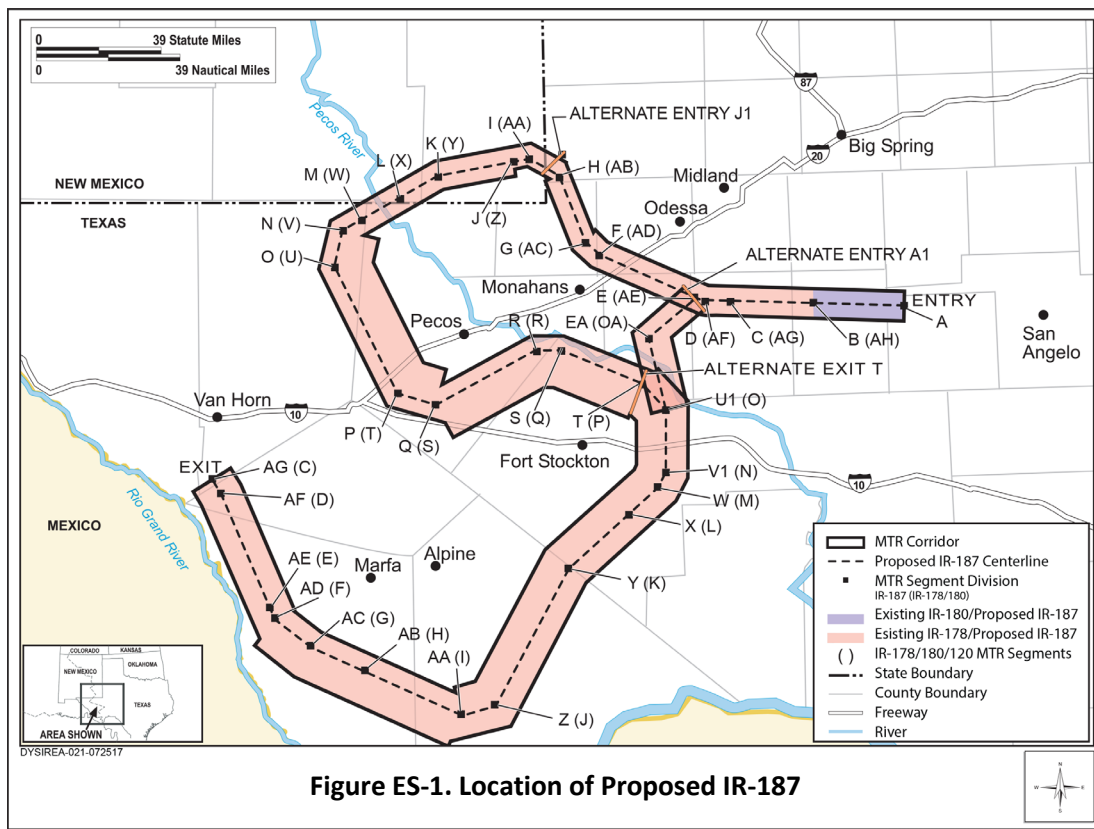 0 39 Statute Miles
0 39 Nautical Miles
87
ALTERNATE ENTRY J1
I (AA)
Pecos River
K (Y)
Big Spring
L (X)
20
M (W)
H (AB)
NEW MEXICO
Midland
TEXAS
J (Z)
Odessa
N (V)
F (AD)
G (AC)
O (U)
ALTERNATE ENTRY A1
Monahans
E (AE)
ENTRY
A
Pecos
R (R)
EA (OA)
D (AF)
C (AG)
B (AH)
San
Angelo
ALTERNATE EXIT T
Van Horn
10
S (Q)
T (P)
U1 (O)
P (T)
Q (S)
Fort Stockton
EXIT
AG (C)
V1 (N)
10
AF (D)
W (M)
Rio Grand River
MEXICO
X (L)
AE (E)
Marfa
Alpine
AD (F)
Y (K)
AC (G)
AB (H)
AA (I)
Z (J)
MTR Corridor
Proposed IR-187 Centerline
MTR Segment Division
IR-187 (IR-178/180)
Existing IR-180/Proposed IR-187
Esisting IR-178/Proposed IR-187
( ) IR-178/180/120 MTR Segments
State Boundary
County Boundary
Freeway
River
COLORADO
KANSAS
NEW MEXICO
OKLAHOMA
TEXAS
AREA SHOWN
DYSIREA-021-072517
Figure ES-1. Location of Proposed IR-187
N
W E
S